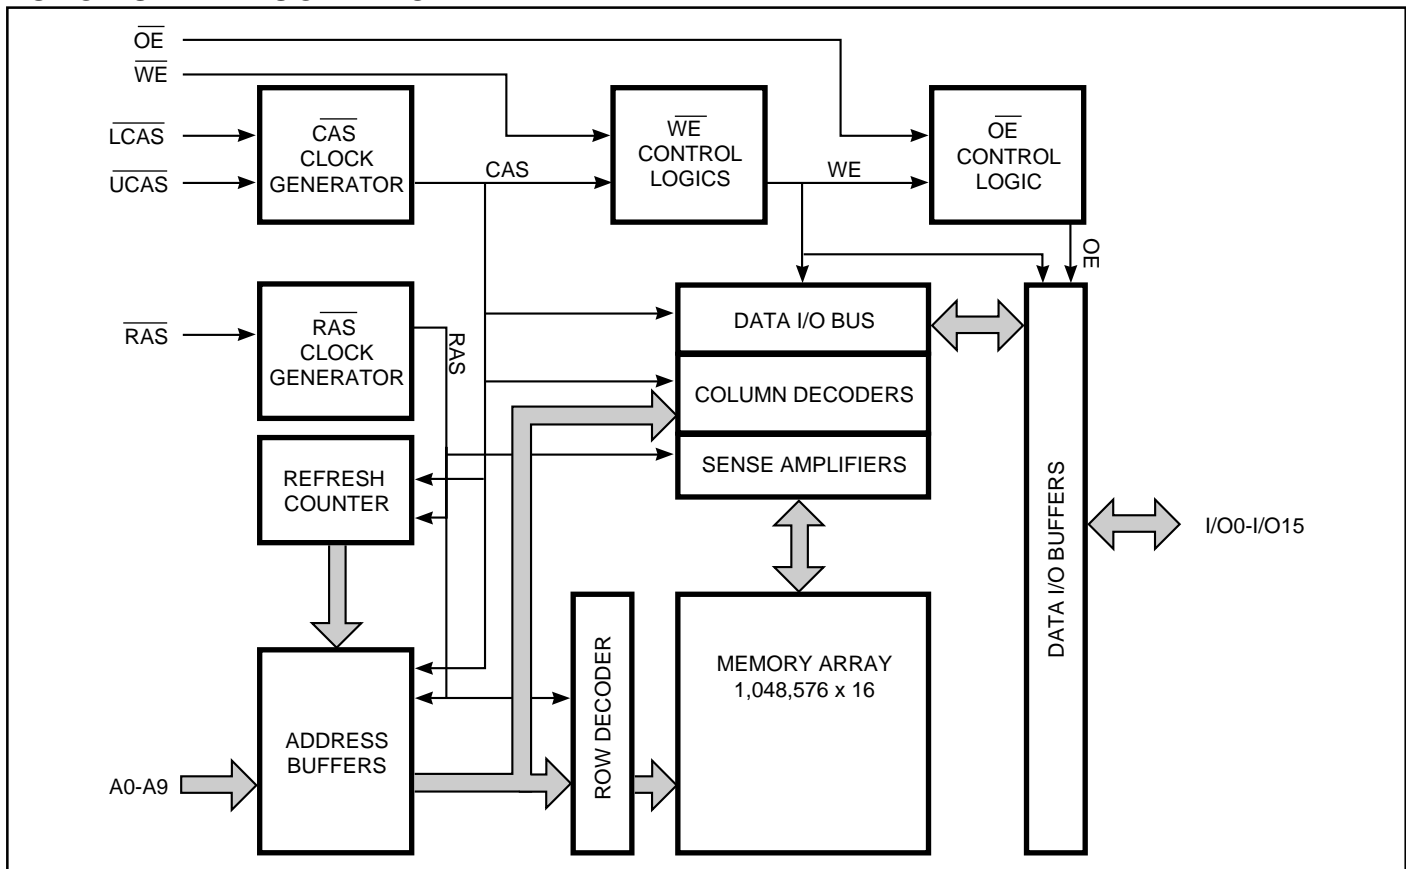 OE
WE
LCAS
UCAS
CAS
CLOCK
GENERATOR
CAS
WE
CONTROL
LOGICS
WE
OE
CONTROL
LOGIC
OE
RAS
RAS
CLOCK
GENERATOR
RAS
DATA I/O BUS
COLUMN DECODERS
SENSE AMPLIFIERS
REFRESH
COUNTER
DATA I/O BUFFERS
I/O0-I/O15
MEMORY ARRAY
1,048,576 x 16
ROW DECODER
ADDRESS
BUFFERS
A0-A9